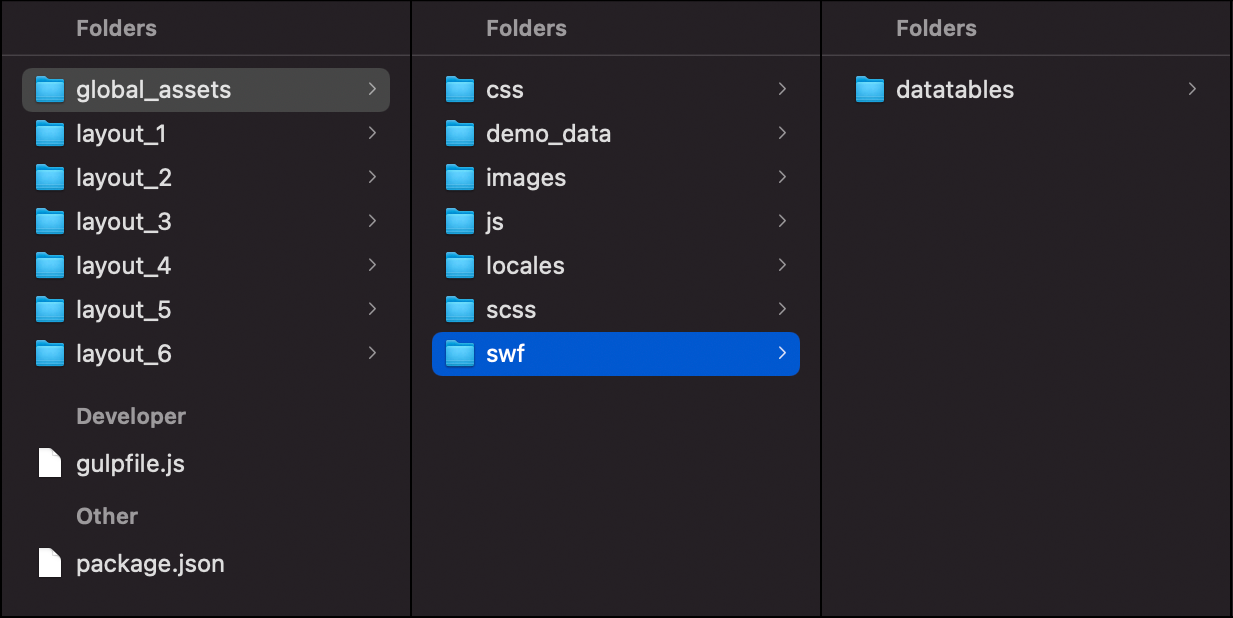 Folders
global_assets
layout_1
layout_2
layout_3
layout_4
layout_5
layout_6
Developer
gulpfile.js
Other
package.json
Folders
css
demo_data
images
js
locales
scss
swf
Folders
datatables